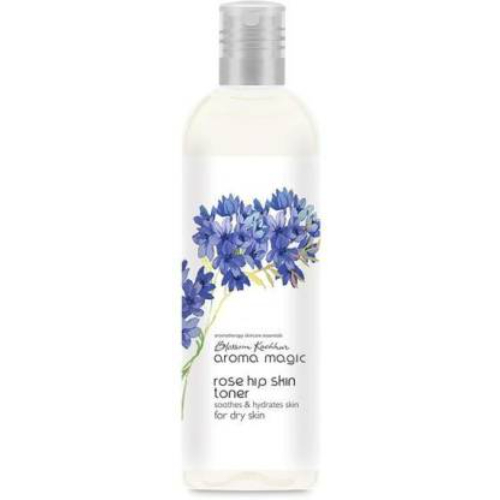 aromatherapy skincare essentials
Blossom Kochhar
aroma magic
rose hip skin
toner
soothes & hydrates skin
for dry skin